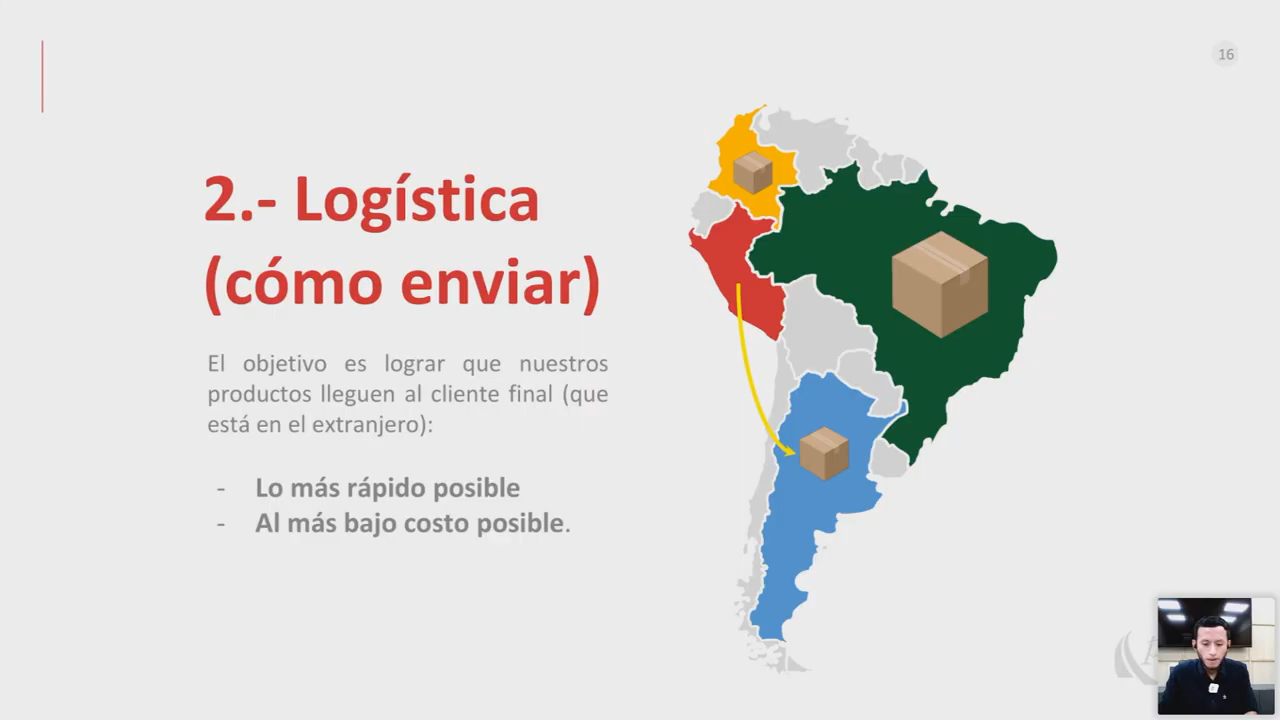 16
2.- Logística
(cómo enviar)
El objetivo es lograr que nuestros
productos lleguen al cliente final (que
está en el extranjero):
- Lo más rápido posible
- Al más bajo costo posible.